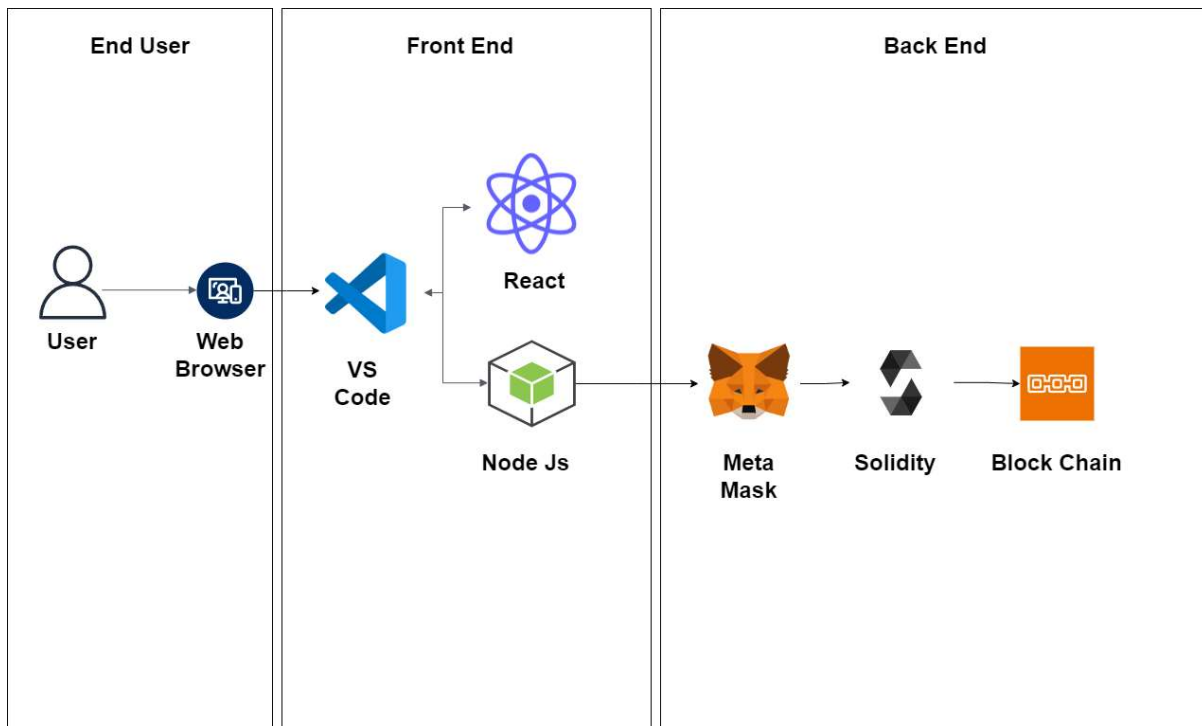 End User
Front End
Back End
User
Web
Browser
VS
Code
React
Node Js
Meta
Mask
Solidity
Block Chain